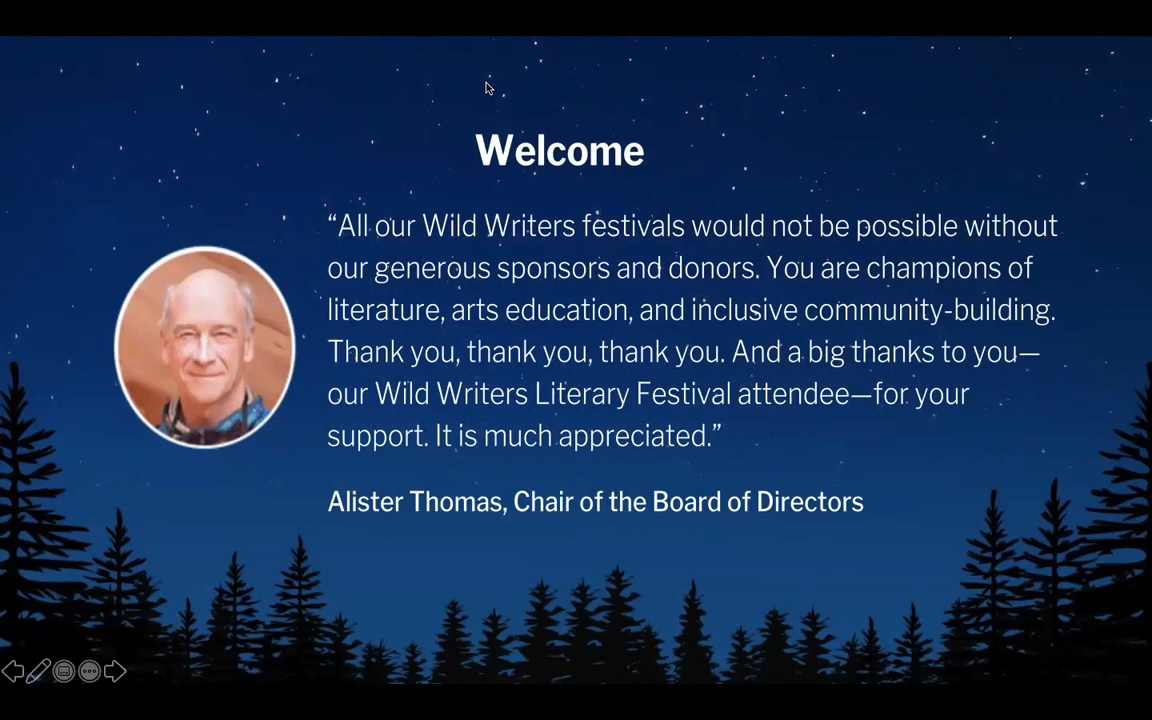 Welcome
“All our Wild Writers festivals would not be possible without
our generous sponsors and donors. You are champions of
literature, arts education, and inclusive community-building.
Thank you, thank you, thank you. And a big thanks to you—
our Wild Writers Literary Festival attendee—for your
support. It is much appreciated.”
Alister Thomas, Chair of the Board of Directors